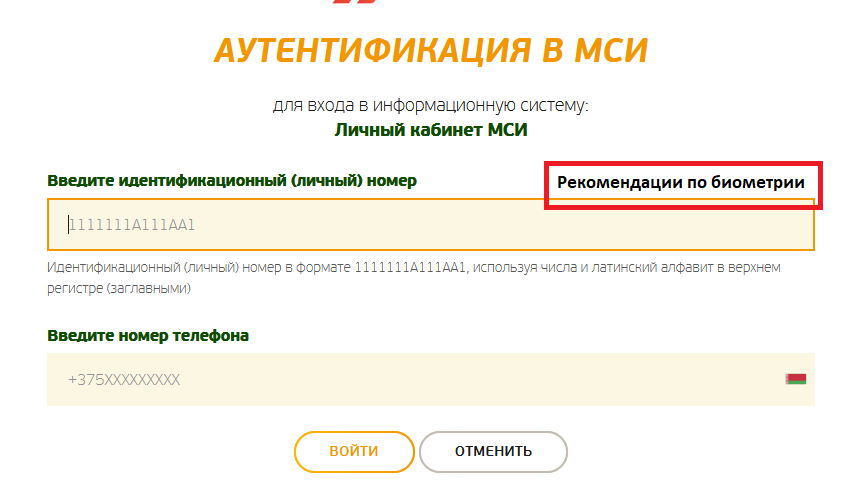 АУТЕНТИФИКАЦИЯ В МСИ
для входа в информационную систему:
Личный кабинет МСИ
Введите идентификационный (личный) номер
Рекомендации по биометрии
1111111A111AA1
Идентификационный (личный) номер в формате 1111111A111AA1, используя числа и латинский алфавит в верхнем
регистре (заглавными)
Введите номер телефона
+375XXXXXXXXX
ВОЙТИ
ОТМЕНИТЬ